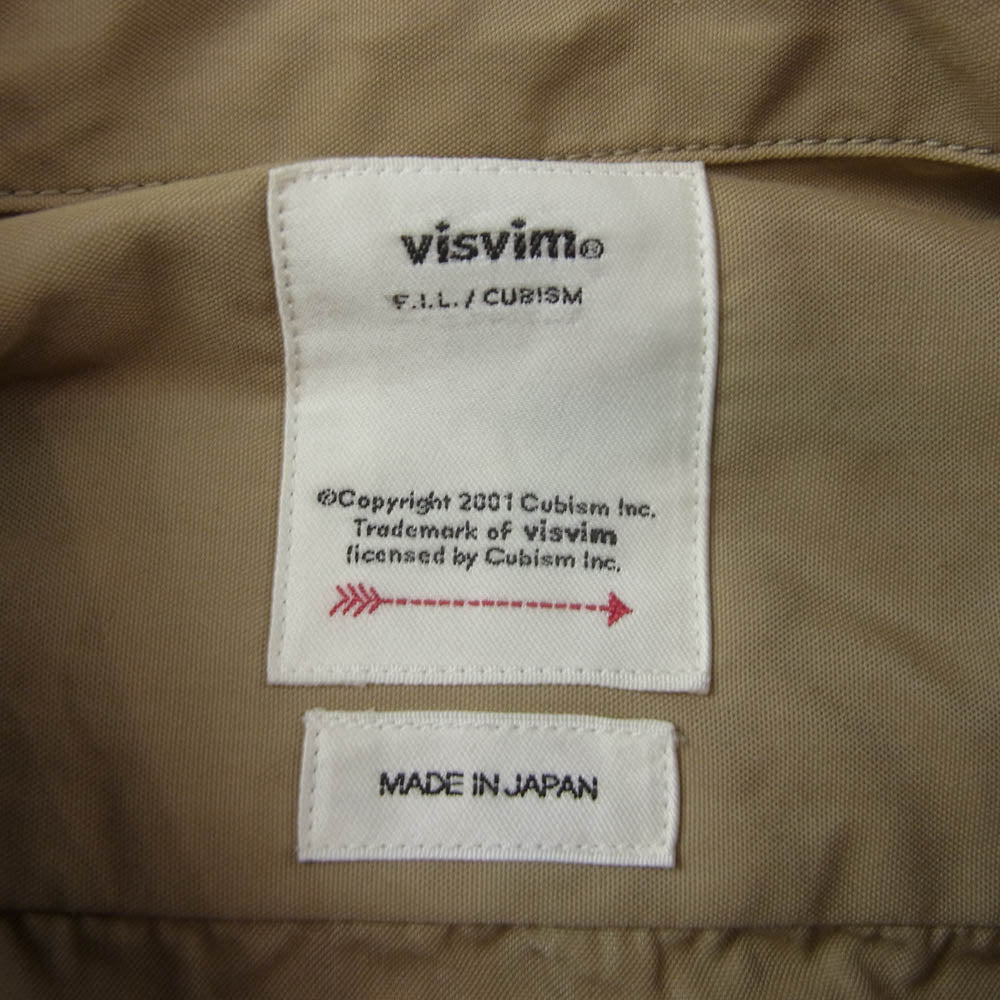 visvim®
F.I.L. / CUBISM
©Copyright 2001 Cubism Inc.
Trademark of visvim
licensed by Cubism Inc.
MADE IN JAPAN